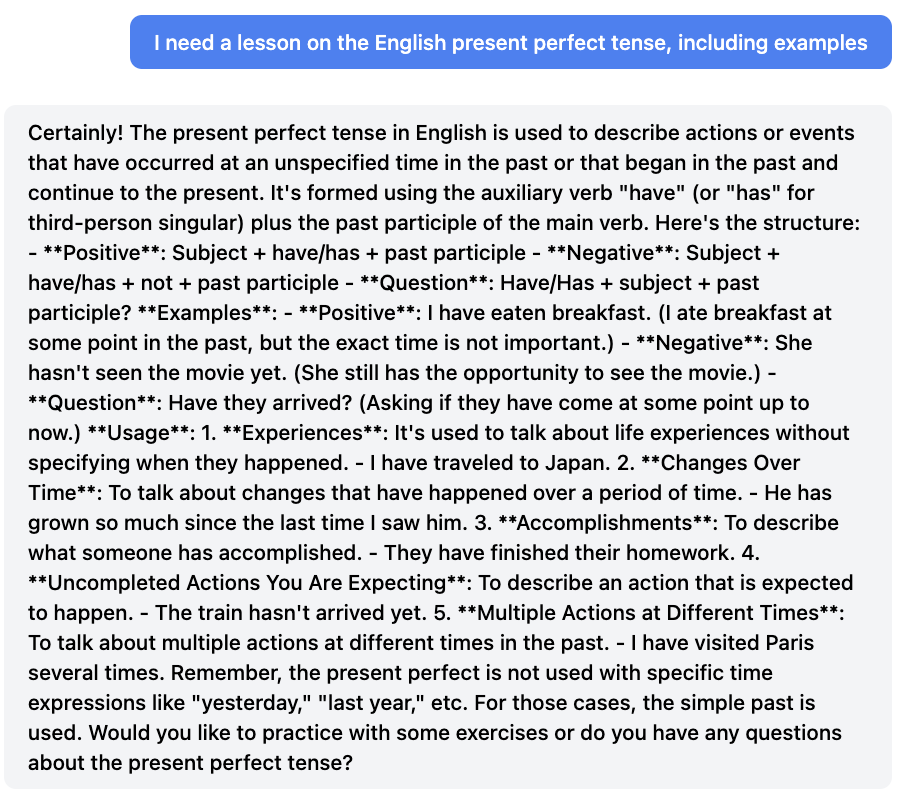 I need a lesson on the English present perfect tense, including examples
Certainly! The present perfect tense in English is used to describe actions or events
that have occurred at an unspecified time in the past or that began in the past and
continue to the present. It's formed using the auxiliary verb "have" (or "has" for
third-person singular) plus the past participle of the main verb. Here's the structure:
- **Positive**: Subject + have/has + past participle - **Negative**: Subject +
have/has + not + past participle - **Question**: Have/Has + subject + past
participle? **Examples**: - **Positive**: I have eaten breakfast. (I ate breakfast at
some point in the past, but the exact time is not important.) - **Negative**: She
hasn't seen the movie yet. (She still has the opportunity to see the movie.) -
**Question**: Have they arrived? (Asking if they have come at some point up to
now.) **Usage**: 1. **Experiences**: It's used to talk about life experiences without
specifying when they happened. - I have traveled to Japan. 2. **Changes Over
Time**: To talk about changes that have happened over a period of time. - He has
grown so much since the last time I saw him. 3. **Accomplishments**: To describe
what someone has accomplished. - They have finished their homework. 4.
**Uncompleted Actions You Are Expecting**: To describe an action that is expected
to happen. - The train hasn't arrived yet. 5. **Multiple Actions at Different Times**:
To talk about multiple actions at different times in the past. - I have visited Paris
several times. Remember, the present perfect is not used with specific time
expressions like "yesterday," "last year," etc. For those cases, the simple past is
used. Would you like to practice with some exercises or do you have any questions
about the present perfect tense?